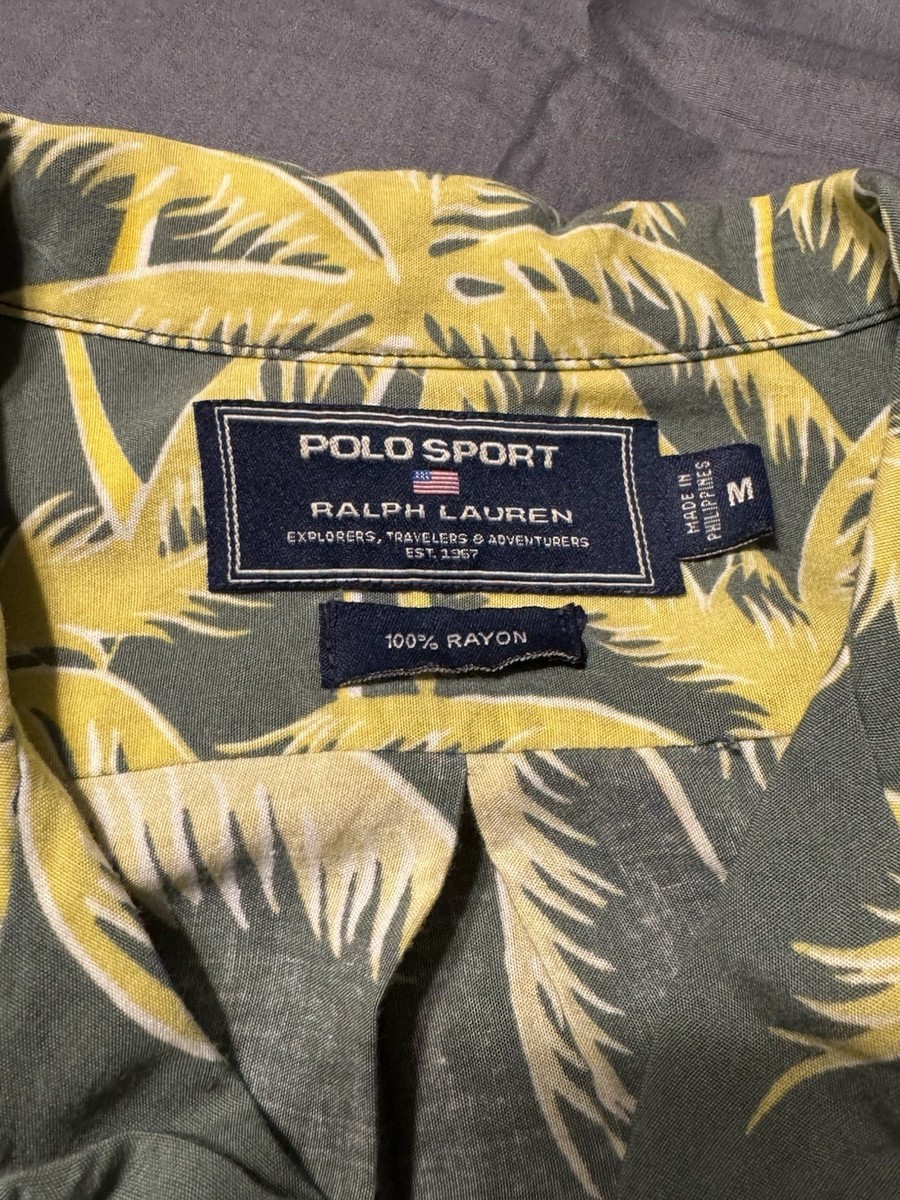 POLO SPORT
RALPH LAUREN
EXPLORERS, TRAVELERS & ADVENTURERS
EST. 1967
MADE IN
PHILIPPINES
M
100% RAYON